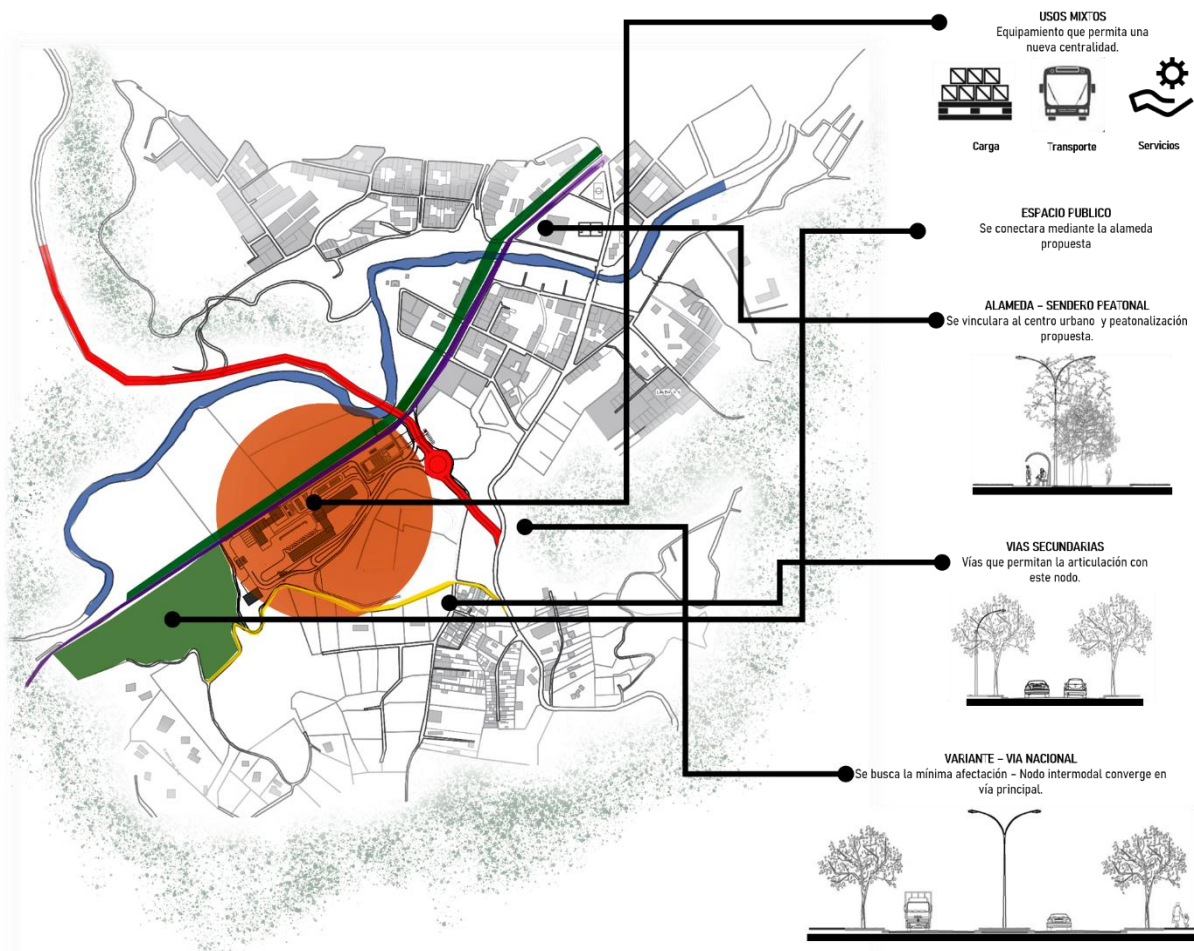 USOS MIXTOS
Equipamiento que permita una
nueva centralidad.
Carga
Transporte
Servicios
ESPACIO PUBLICO
Se conectara mediante la alameda
propuesta
ALAMEDA – SENDERO PEATONAL
Se vinculara al centro urbano y peatonalización
propuesta.
VIAS SECUNDARIAS
Vías que permitan la articulación con
este nodo.
VARIANTE – VIA NACIONAL
Se busca la mínima afectación – Nodo intermodal converge en
vía principal.